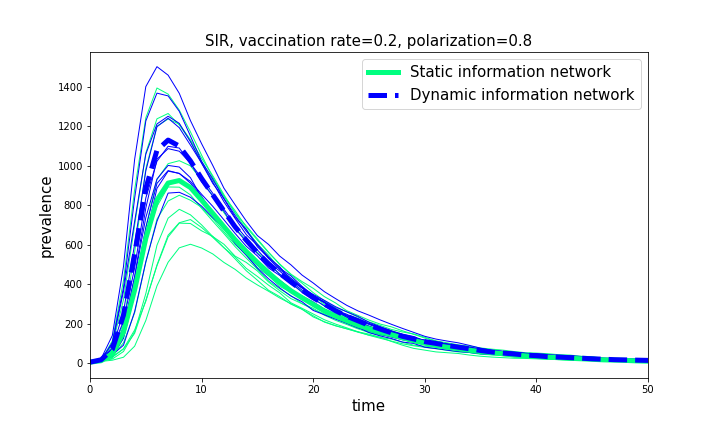 SIR, vaccination rate=0.2, polarization=0.8
Static information network
Dynamic information network
prevalence
1400
1200
1000
800
600
400
200
0
0 10 20 30 40 50
time